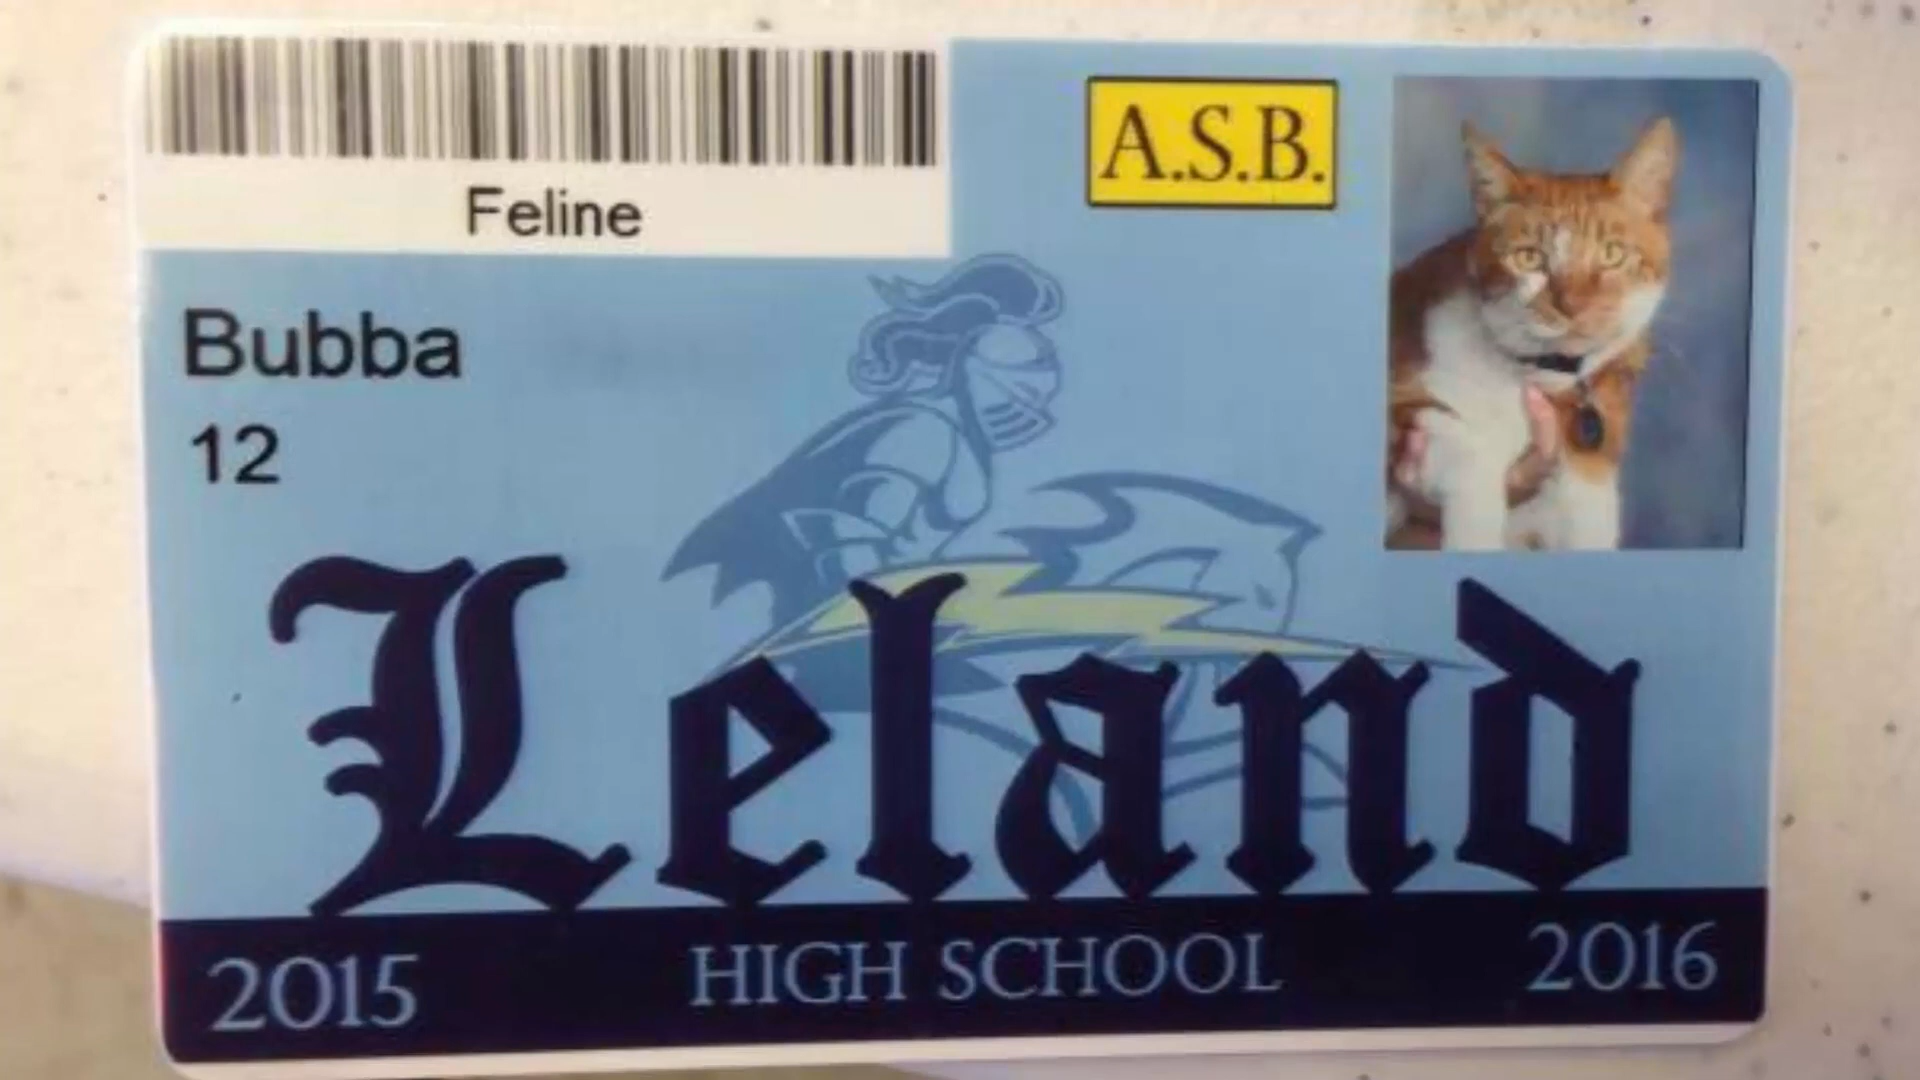 A.S.B.
Feline
Bubba
12
Leland
2015 HIGH SCHOOL 2016